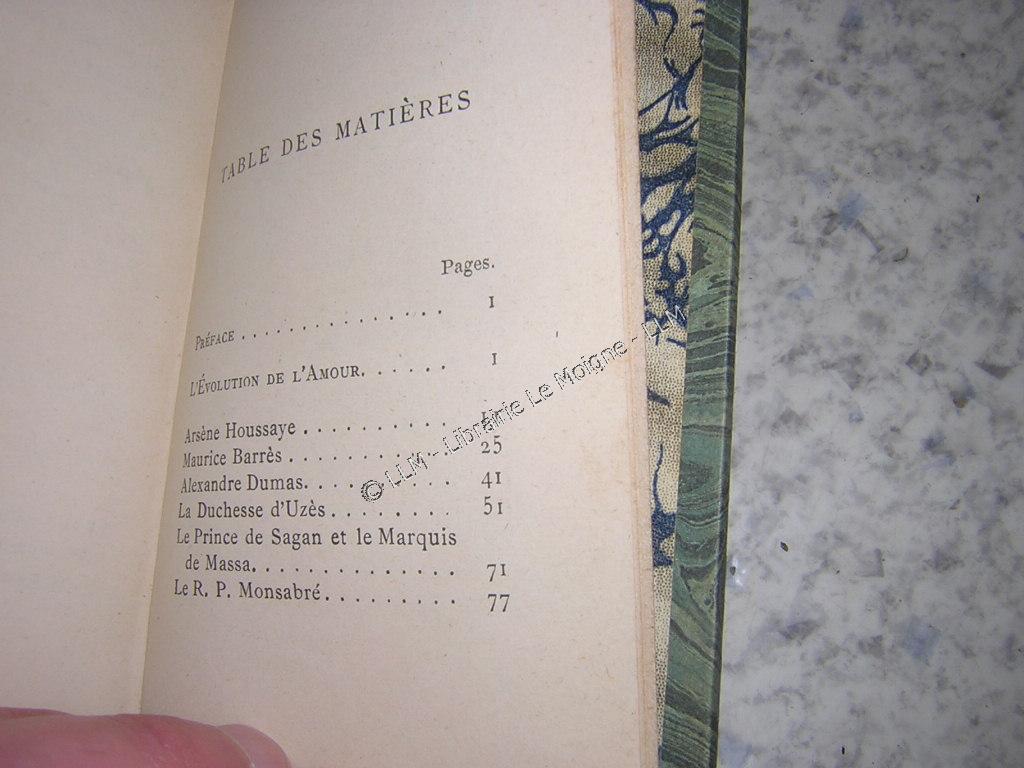 TABLE DES MATIÈRES
Pages.
PRÉFACE . . . . . . . . . . . . . . . I
L'ÉVOLUTION DE L'AMOUR. . . . . . . 1
Arsène Houssaye . . . . . . . . . .
Maurice Barrès . . . . . . . . . . . 25
Alexandre Dumas. . . . . . . . . . . 41
La Duchesse d'Uzès . . . . . . . . . 51
Le Prince de Sagan et le Marquis
de Massa. . . . . . . . . . . . . . 71
Le R. P. Monsabré. . . . . . . . . . 77
© LLM - Librairie Le Moigne - LLM